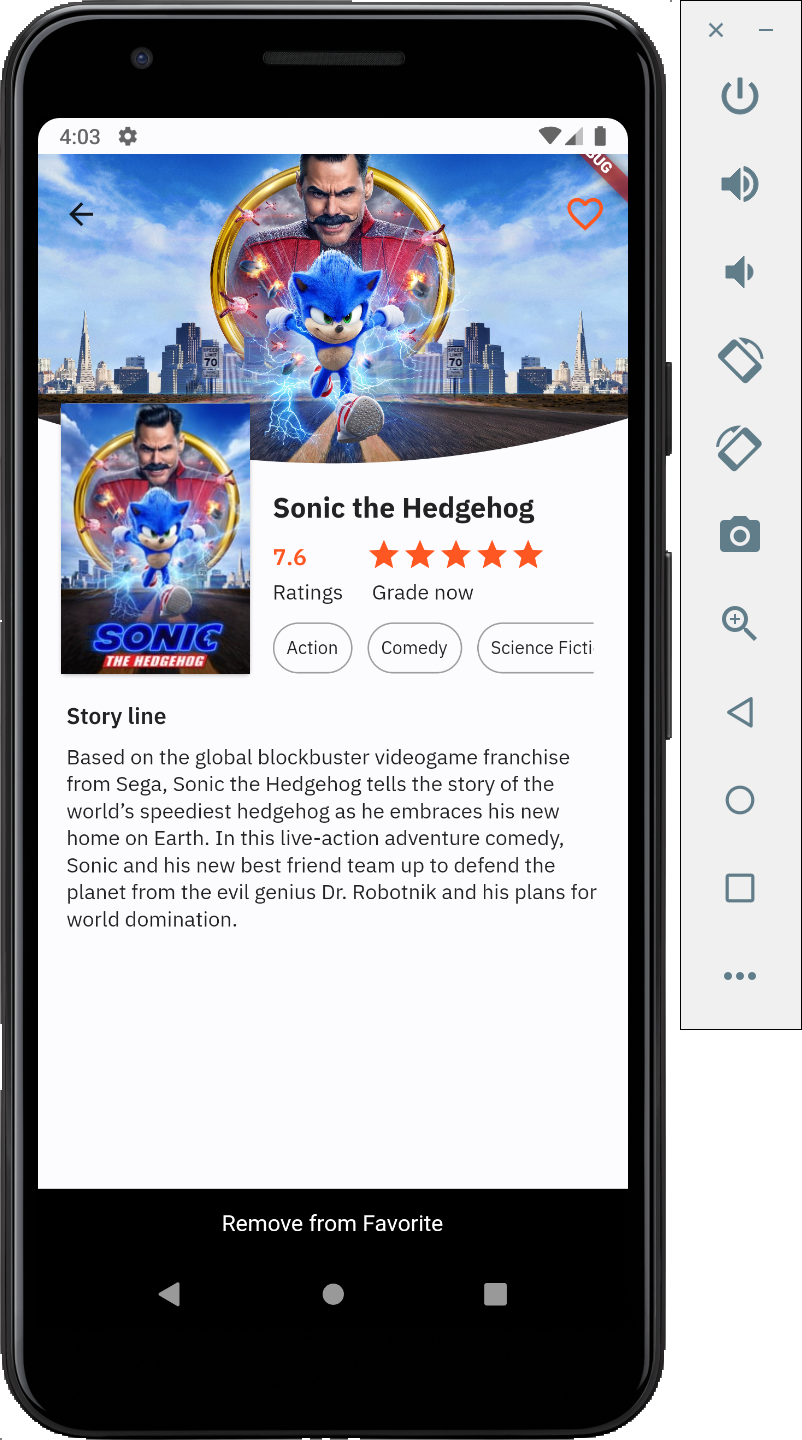 4:03
BUG
SPEED
LIMIT
70
SPEED
LIMIT
70
SONIC
THE HEDGEHOG
Sonic the Hedgehog
7.6
Ratings
Grade now
Action
Comedy
Science Ficti
Story line
Based on the global blockbuster videogame franchise
from Sega, Sonic the Hedgehog tells the story of the
world’s speediest hedgehog as he embraces his new
home on Earth. In this live-action adventure comedy,
Sonic and his new best friend team up to defend the
planet from the evil genius Dr. Robotnik and his plans for
world domination.
Remove from Favorite